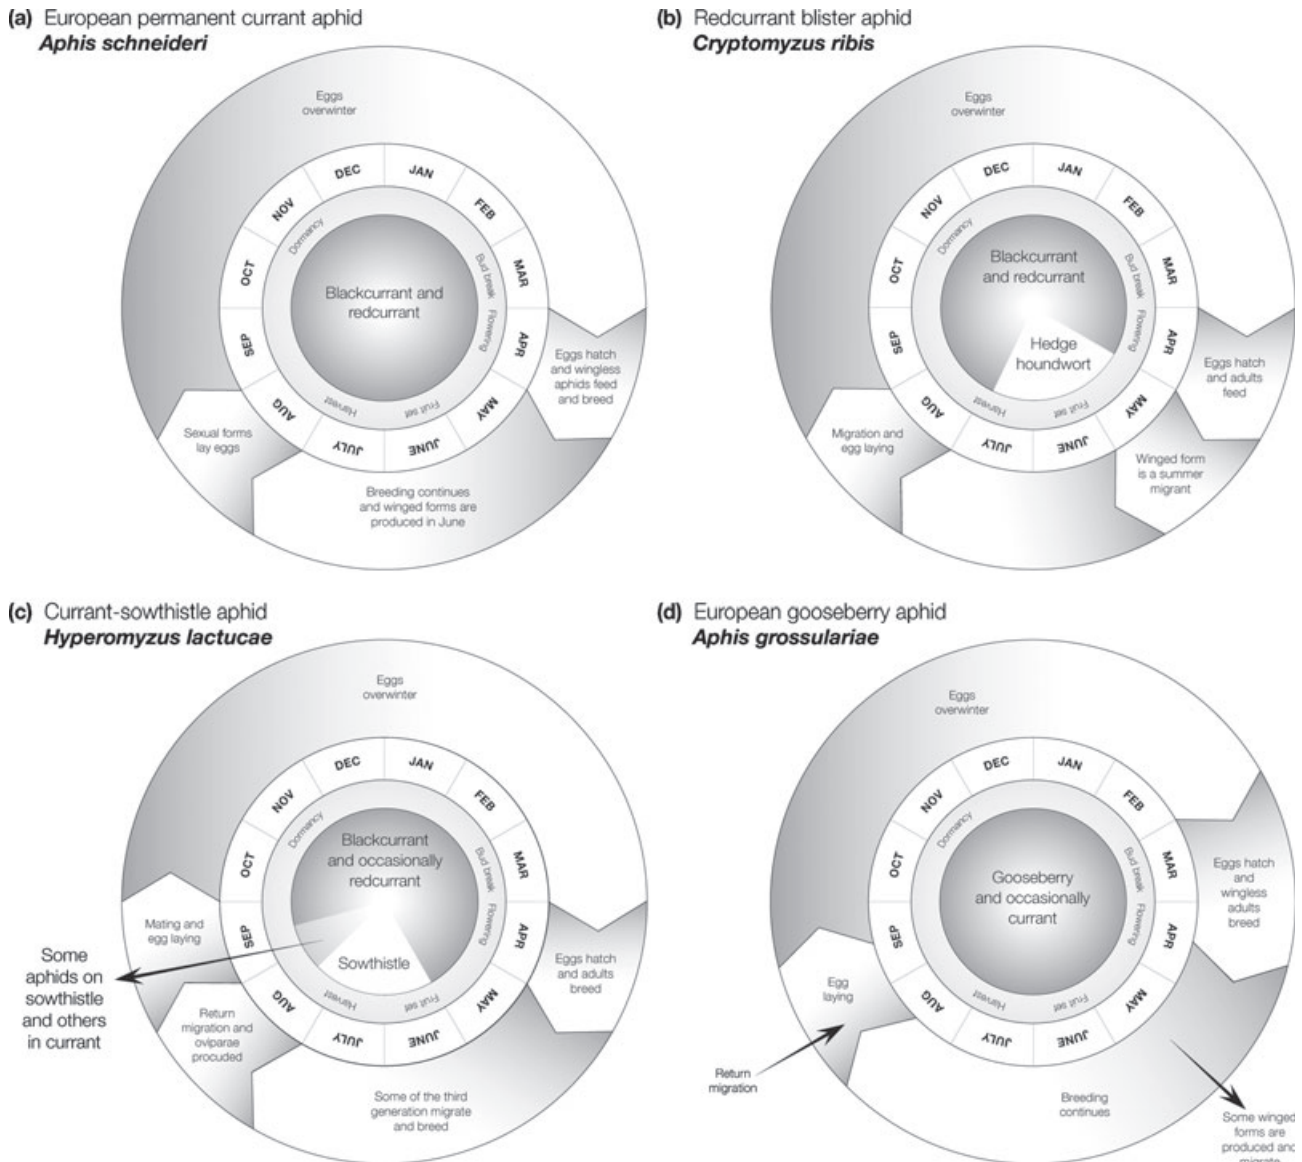 (a) European permanent currant aphid
Aphis schneideri
Eggs
overwinter
DEC
JAN
NOV
FEB
OCT
MAR
SEP
APR
AUG
MAY
JULY
JUNE
Dormancy
Bud break
Flowering
Fruit set
Harvest
Blackcurrant and
redcurrant
Eggs hatch
and wingless
aphids feed
and breed
Sexual forms
lay eggs
Breeding continues
and winged forms are
produced in June
(b) Redcurrant blister aphid
Cryptomyzus ribis
Eggs
overwinter
DEC
JAN
NOV
FEB
OCT
MAR
SEP
APR
AUG
MAY
JULY
JUNE
Dormancy
Bud break
Flowering
Fruit set
Harvest
Blackcurrant
and redcurrant
Hedge
houndwort
Eggs hatch
and adults
feed
Migration and
egg laying
Winged form
is a summer
migrant
(c) Currant-sowthistle aphid
Hyperomyzus lactucae
Eggs
overwinter
DEC
JAN
NOV
FEB
OCT
MAR
SEP
APR
AUG
MAY
JULY
JUNE
Dormancy
Bud break
Flowering
Fruit set
Harvest
Blackcurrant
and occasionally
redcurrant
Sowthistle
Mating and
egg laying
Some
aphids on
sowthistle
and others
in currant
Eggs hatch
and adults
breed
Return
migration and
oviparae
procuded
Some of the third
generation migrate
and breed
(d) European gooseberry aphid
Aphis grossulariae
Eggs
overwinter
DEC
JAN
NOV
FEB
OCT
MAR
SEP
APR
AUG
MAY
JULY
JUNE
Dormancy
Bud break
Flowering
Fruit set
Harvest
Gooseberry
and occasionally
currant
Eggs hatch
and
wingless
adults
breed
Egg
laying
Return
migration
Breeding
continues
Some winged
forms are
produced and
migrate